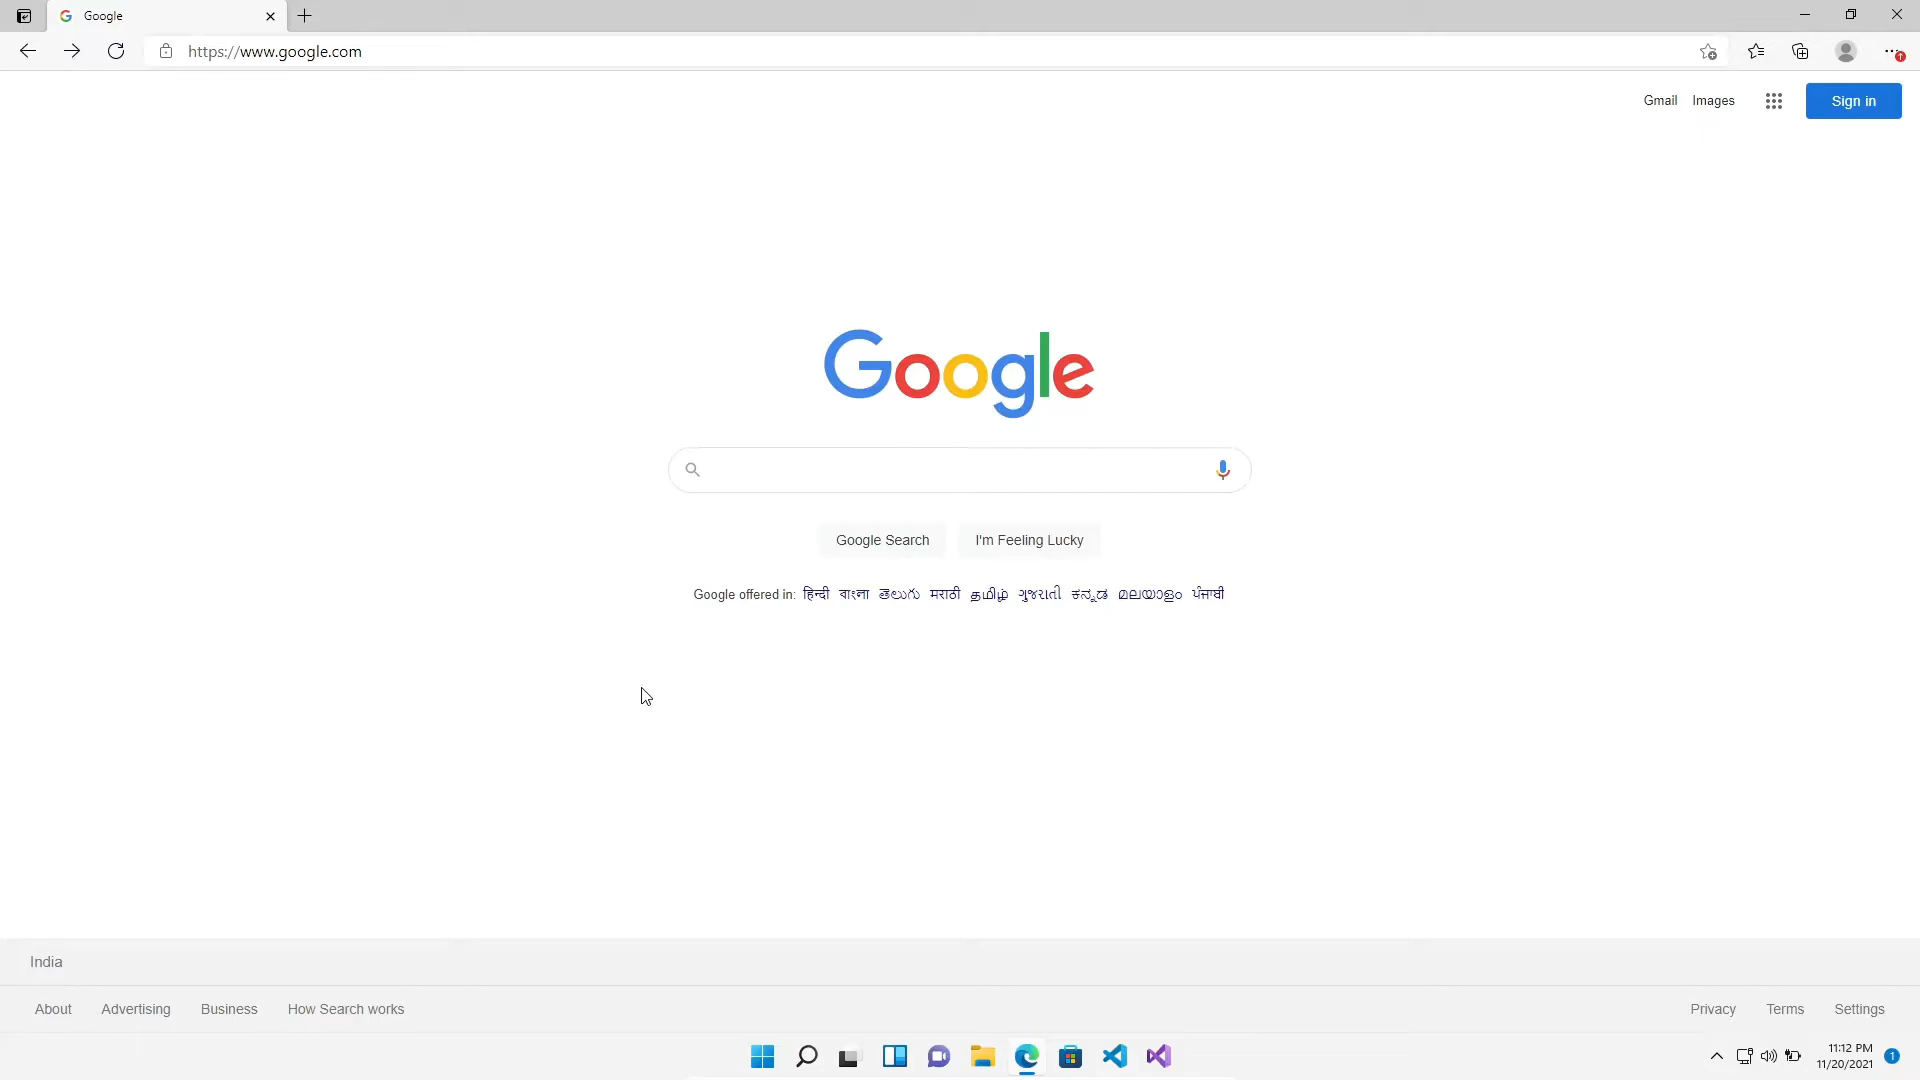 Google
https://www.google.com
Gmail Images Sign in
Google
Google Search I'm Feeling Lucky
Google offered in: हिन्दी বাংলা తెలుగు मराठी தமிழ் ગુજરાતી ಕನ್ನಡ മലയാളം ਪੰਜਾਬੀ
India
About Advertising Business How Search works Privacy Terms Settings
11:12 PM
11/20/2021
1